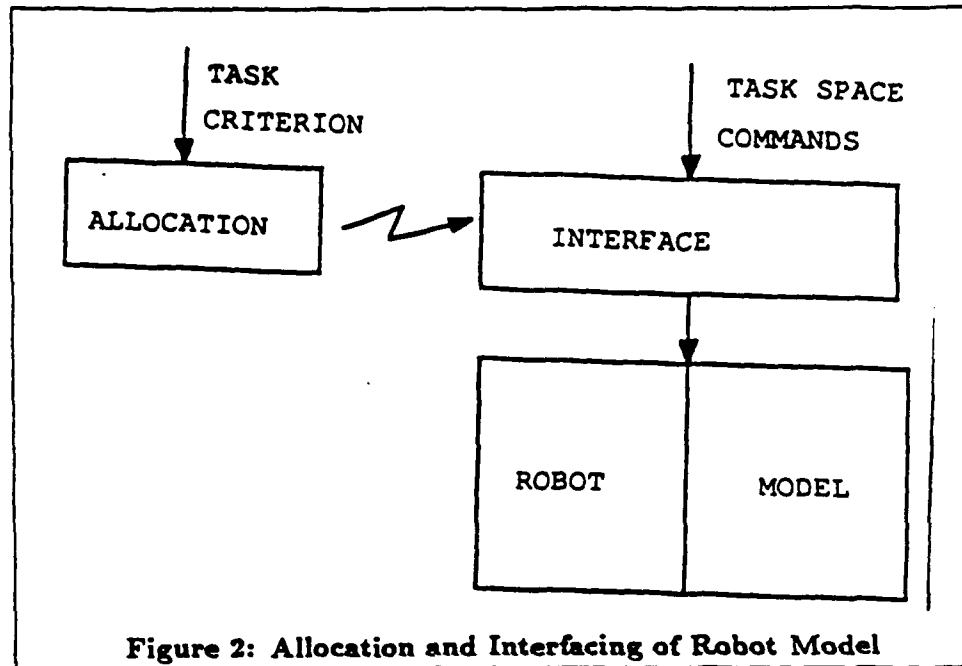 TASK
CRITERION
TASK SPACE
COMMANDS
ALLOCATION
INTERFACE
ROBOT
MODEL
Figure 2: Allocation and Interfacing of Robot Model